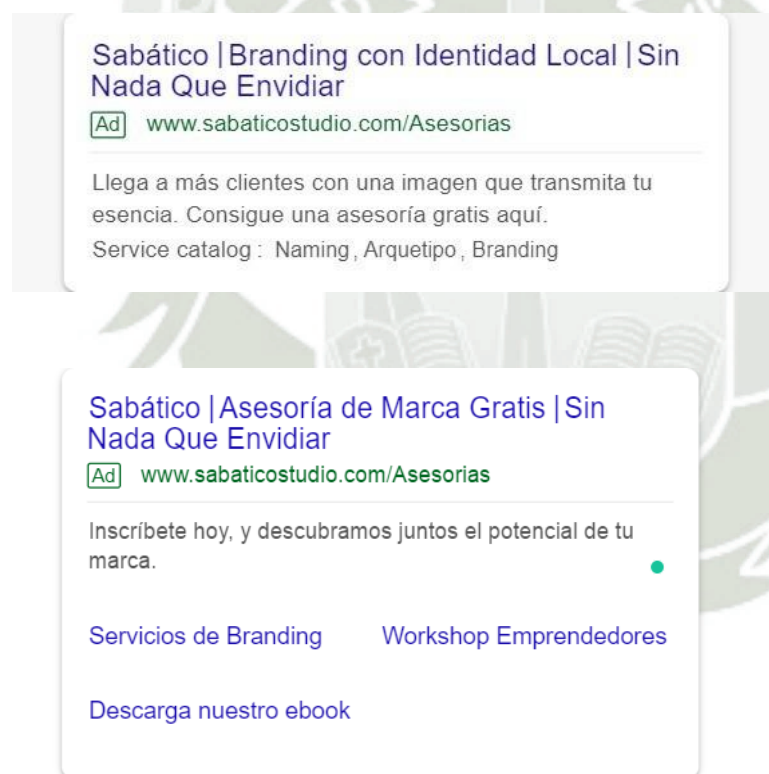 Sabático | Branding con Identidad Local | Sin
Nada Que Envidiar
Ad www.sabaticostudio.com/Asesorias
Llega a más clientes con una imagen que transmita tu
esencia. Consigue una asesoría gratis aquí.
Service catalog : Naming , Arquetipo , Branding
Sabático | Asesoría de Marca Gratis | Sin
Nada Que Envidiar
Ad www.sabaticostudio.com/Asesorias
Inscríbete hoy, y descubramos juntos el potencial de tu
marca.
Servicios de Branding Workshop Emprendedores
Descarga nuestro ebook